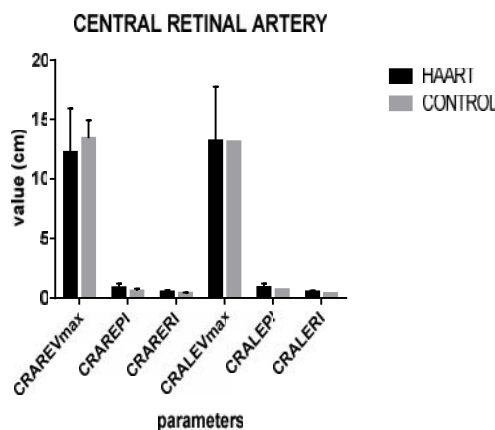 CENTRAL RETINAL ARTERY
HAART
CONTROL
value (cm)
20
15
10
5
0
CRAREVmax
CRAREPI
CRARERI
CRALEVmax
CRALEPI
CRALERI
parameters